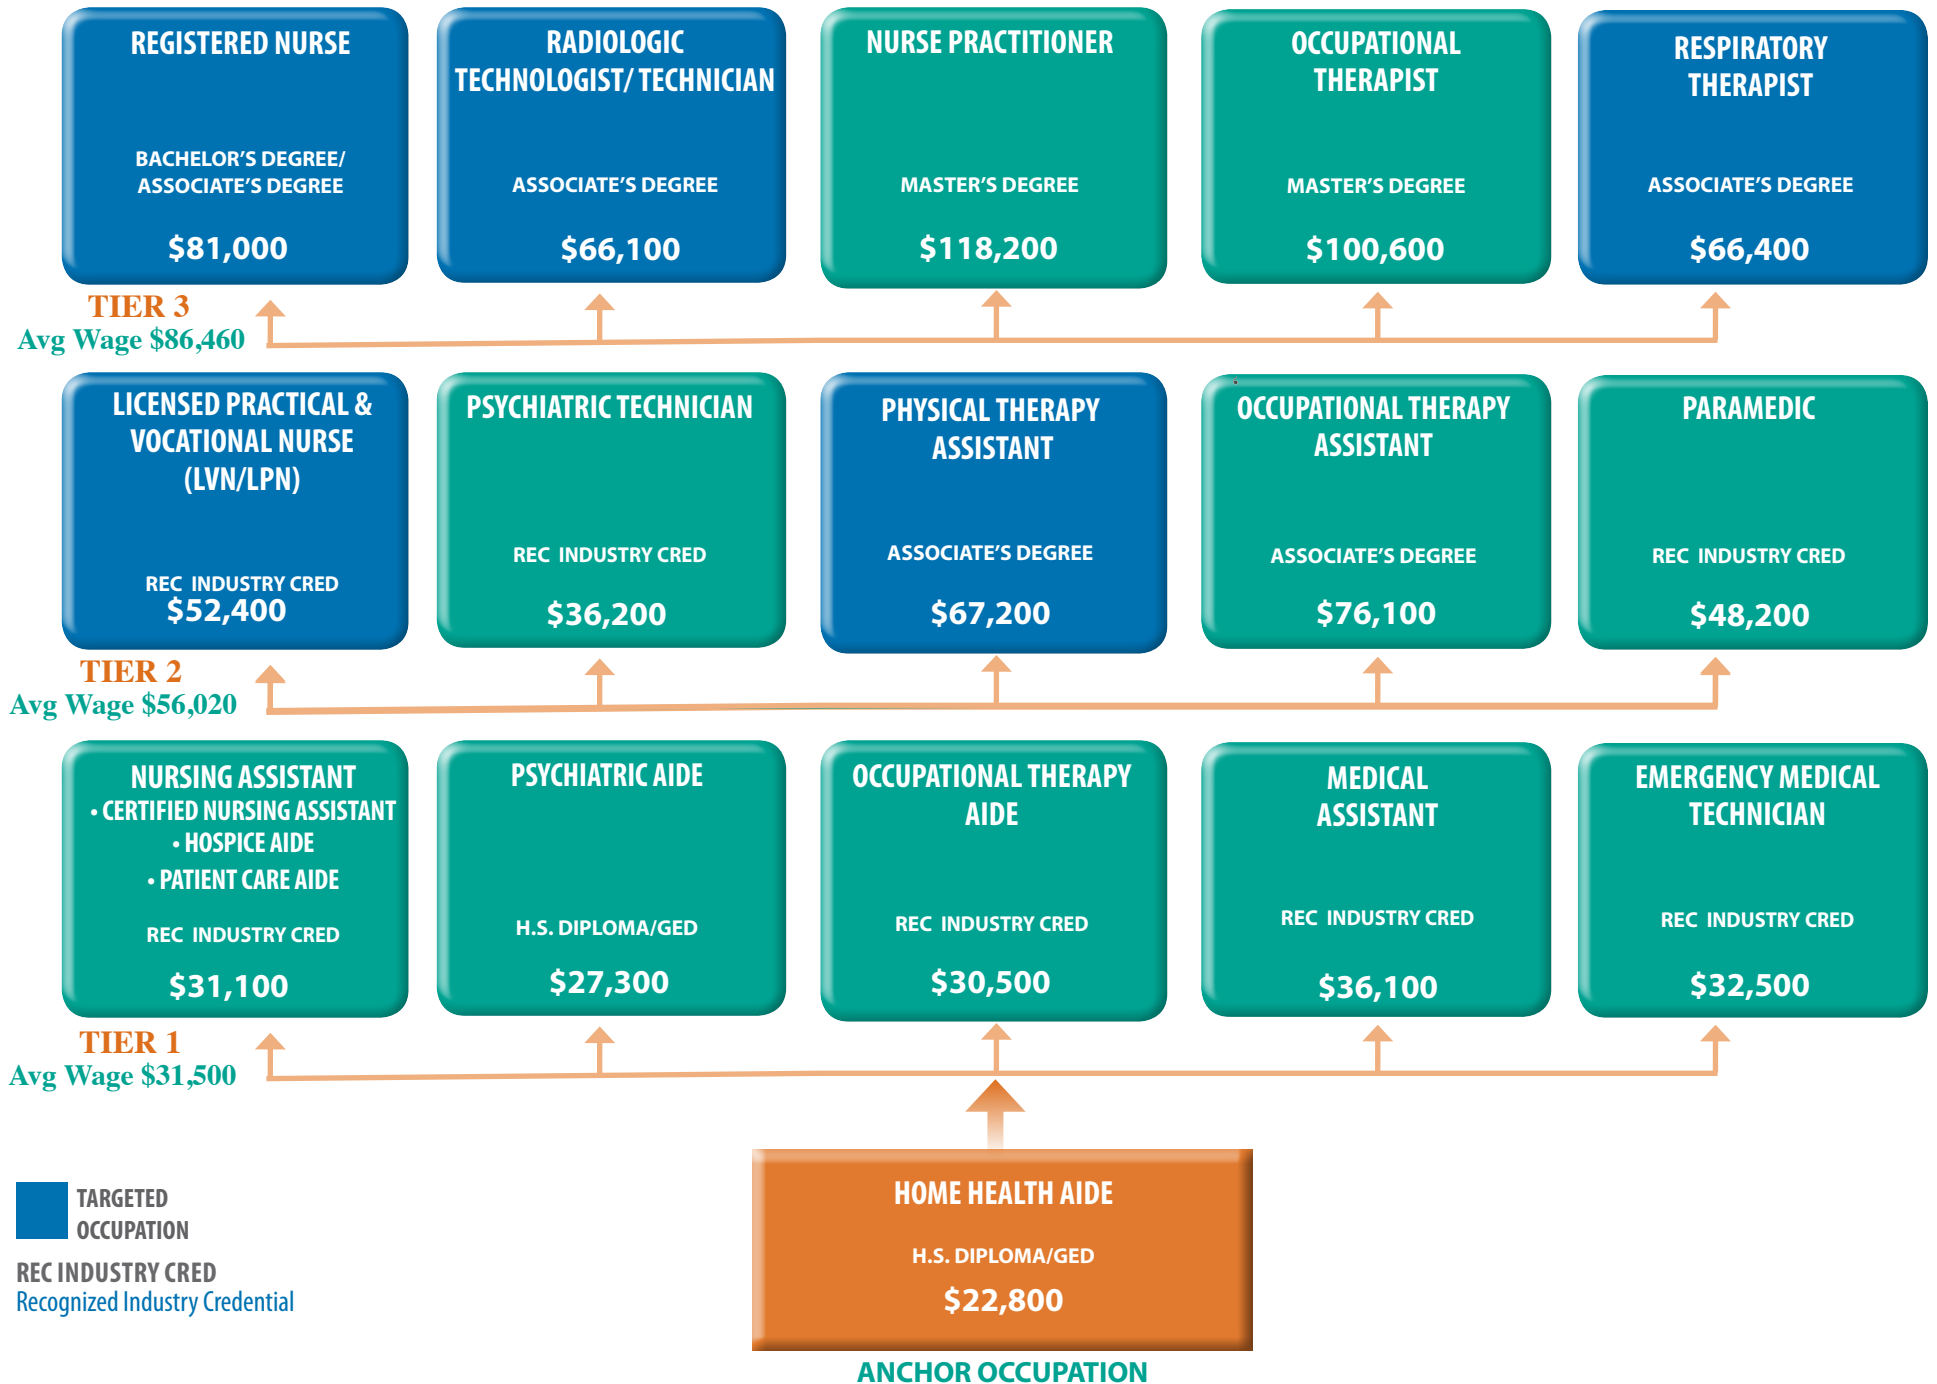 REGISTERED NURSE
BACHELOR'S DEGREE/
ASSOCIATE'S DEGREE
$81,000
RADIOLOGIC
TECHNOLOGIST/ TECHNICIAN
ASSOCIATE'S DEGREE
$66,100
NURSE PRACTITIONER
MASTER'S DEGREE
$118,200
OCCUPATIONAL
THERAPIST
MASTER'S DEGREE
$100,600
RESPIRATORY
THERAPIST
ASSOCIATE'S DEGREE
$66,400
TIER 3
Avg Wage $86,460
LICENSED PRACTICAL &
VOCATIONAL NURSE
(LVN/LPN)
REC INDUSTRY CRED
$52,400
PSYCHIATRIC TECHNICIAN
REC INDUSTRY CRED
$36,200
PHYSICAL THERAPY
ASSISTANT
ASSOCIATE'S DEGREE
$67,200
OCCUPATIONAL THERAPY
ASSISTANT
ASSOCIATE'S DEGREE
$76,100
PARAMEDIC
REC INDUSTRY CRED
$48,200
TIER 2
Avg Wage $56,020
NURSING ASSISTANT
• CERTIFIED NURSING ASSISTANT
• HOSPICE AIDE
• PATIENT CARE AIDE
REC INDUSTRY CRED
$31,100
PSYCHIATRIC AIDE
H.S. DIPLOMA/GED
$27,300
OCCUPATIONAL THERAPY
AIDE
REC INDUSTRY CRED
$30,500
MEDICAL
ASSISTANT
REC INDUSTRY CRED
$36,100
EMERGENCY MEDICAL
TECHNICIAN
REC INDUSTRY CRED
$32,500
TIER 1
Avg Wage $31,500
HOME HEALTH AIDE
H.S. DIPLOMA/GED
$22,800
ANCHOR OCCUPATION
TARGETED
OCCUPATION
REC INDUSTRY CRED
Recognized Industry Credential